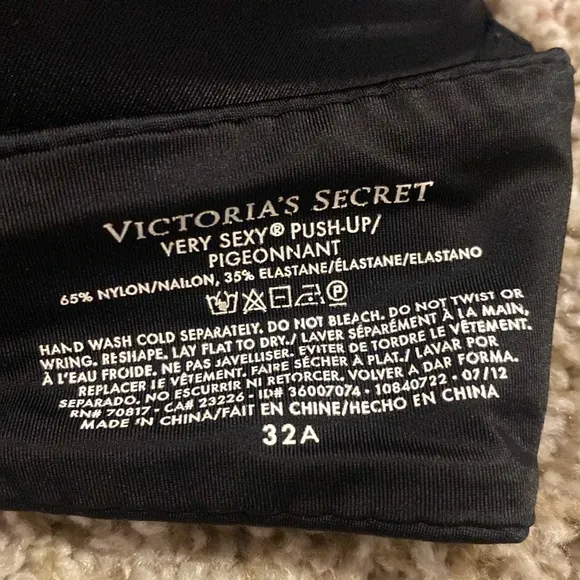 VICTORIA'S SECRET
VERY SEXY® PUSH-UP/
PIGEONNANT
65% NYLON/NAILON, 35% ELASTANE/ÉLASTANE/ELASTANO
HAND WASH COLD SEPARATELY. DO NOT BLEACH. DO NOT TWIST OR
WRING. RESHAPE. LAY FLAT TO DRY./ LAVER SÉPARÉMENT À LA MAIN,
À L'EAU FROIDE. NE PAS JAVELLISER. EVITER DE TORDRE LE VÊTEMENT.
REPLACER LE VÊTEMENT. FAIRE SÉCHER À PLAT./ LAVAR POR
SEPARADO. NO ESCURRIR NI RETORCER. VOLVER A DAR FORMA.
RN# 70817 • CA# 23226 • ID# 36007074 • 10840722 • 07/12
MADE IN CHINA/FAIT EN CHINE/HECHO EN CHINA
32A